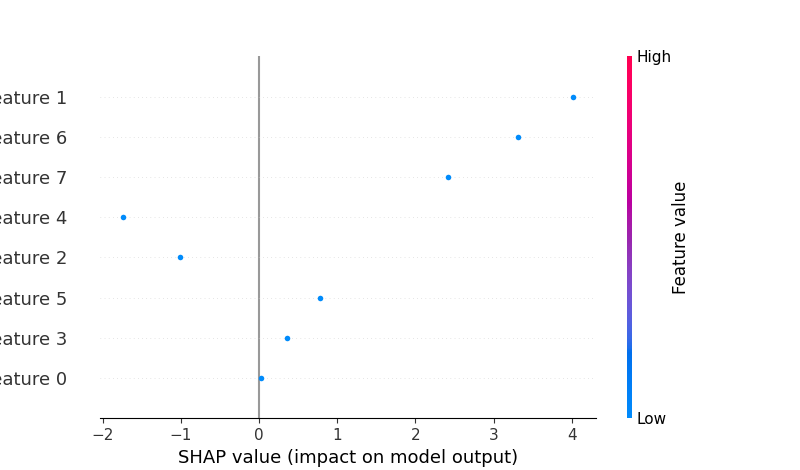 High
eature 1
eature 6
eature 7
eature 4
eature 2
eature 5
eature 3
eature 0
Feature value
Low
−2 −1 0 1 2 3 4
SHAP value (impact on model output)